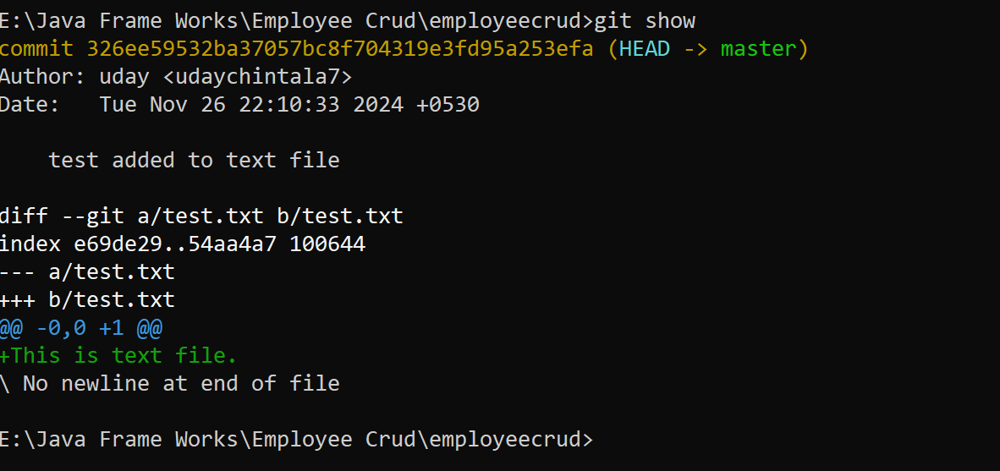 E:\Java Frame Works\Employee Crud\employeecrud>git show
commit 326ee59532ba37057bc8f704319e3fd95a253efa (HEAD -> master)
Author: uday <udaychintala7>
Date:   Tue Nov 26 22:10:33 2024 +0530
    test added to text file
diff --git a/test.txt b/test.txt
index e69de29..54aa4a7 100644
--- a/test.txt
+++ b/test.txt
@@ -0,0 +1 @@
+This is text file.
\ No newline at end of file
E:\Java Frame Works\Employee Crud\employeecrud>